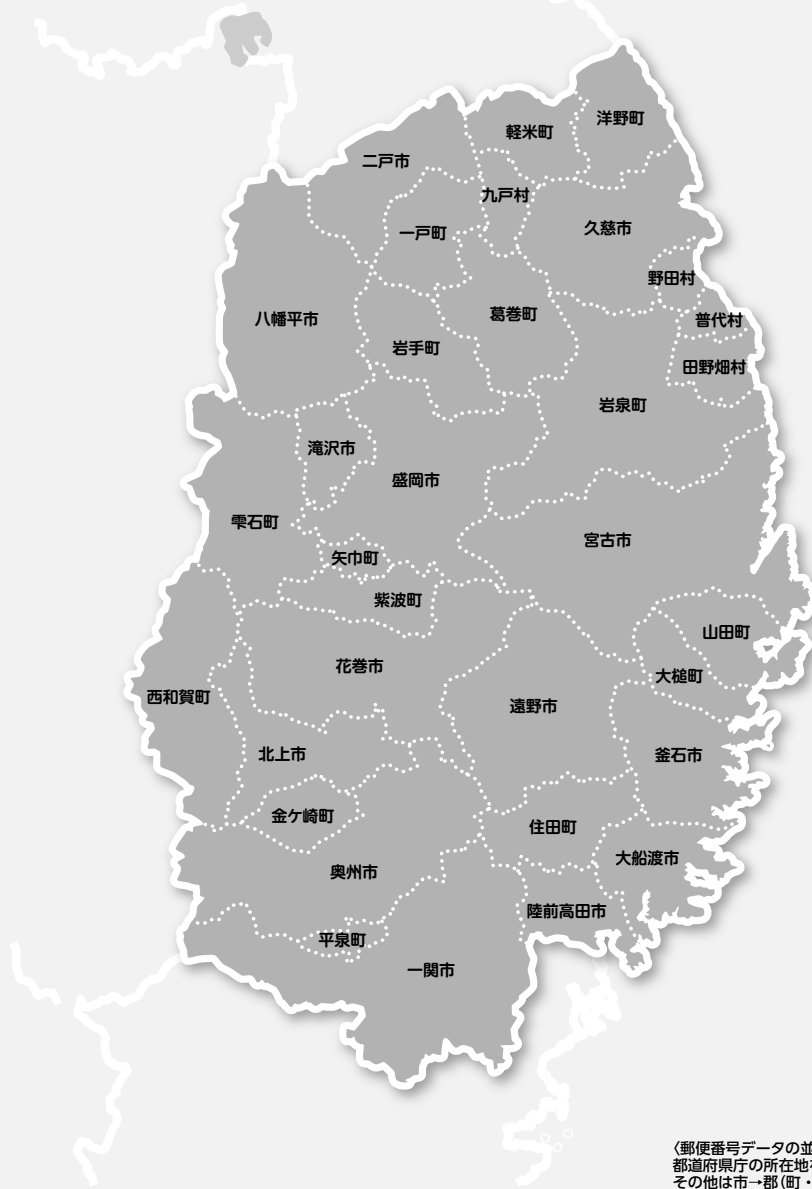 洋野町
軽米町
二戸市
九戸村
久慈市
一戸町
野田村
葛巻町
八幡平市
普代村
岩手町
田野畑村
岩泉町
滝沢市
盛岡市
雫石町
宮古市
矢巾町
紫波町
山田町
花巻市
大槌町
西和賀町
遠野市
北上市
釜石市
金ケ崎町
住田町
大船渡市
奥州市
陸前高田市
平泉町
一関市
〈郵便番号データの並
都道府県庁の所在地
その他は市→郡(町・